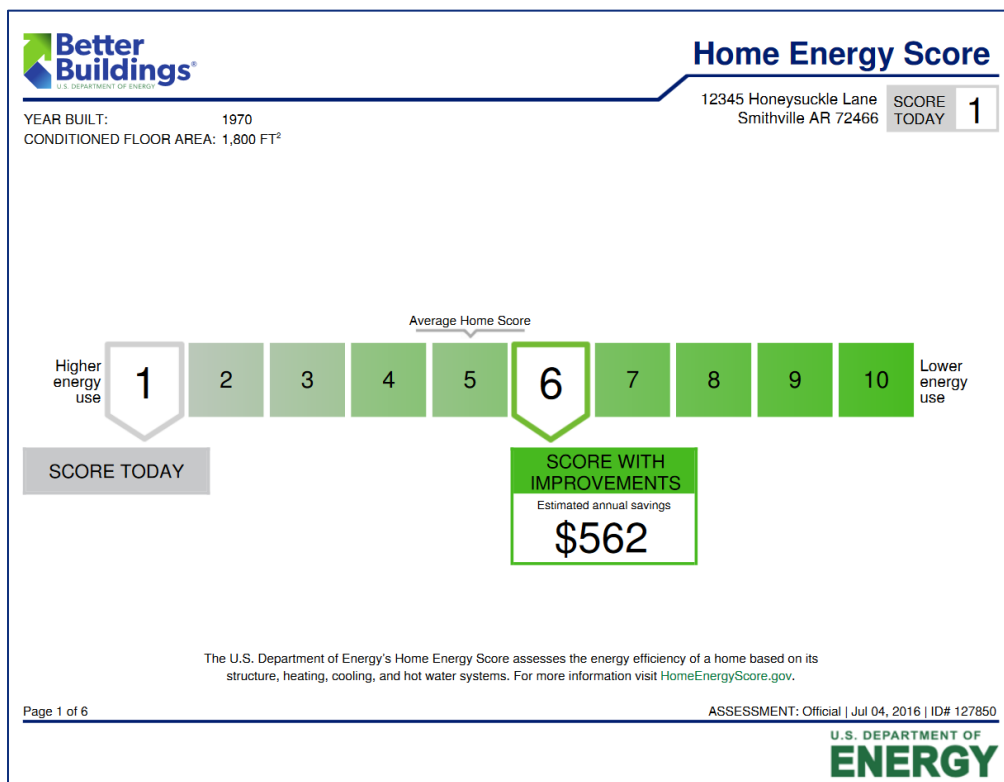 Better
Buildings®
U.S. DEPARTMENT OF ENERGY
Home Energy Score
YEAR BUILT: 1970
CONDITIONED FLOOR AREA: 1,800 FT²
12345 Honeysuckle Lane
Smithville AR 72466
SCORE
TODAY
1
Average Home Score
Higher
energy
use
1 2 3 4 5 6 7 8 9 10
Lower
energy
use
SCORE TODAY
SCORE WITH
IMPROVEMENTS
Estimated annual savings
$562
The U.S. Department of Energy's Home Energy Score assesses the energy efficiency of a home based on its
structure, heating, cooling, and hot water systems. For more information visit HomeEnergyScore.gov.
Page 1 of 6
ASSESSMENT: Official | Jul 04, 2016 | ID# 127850
U.S. DEPARTMENT OF
ENERGY